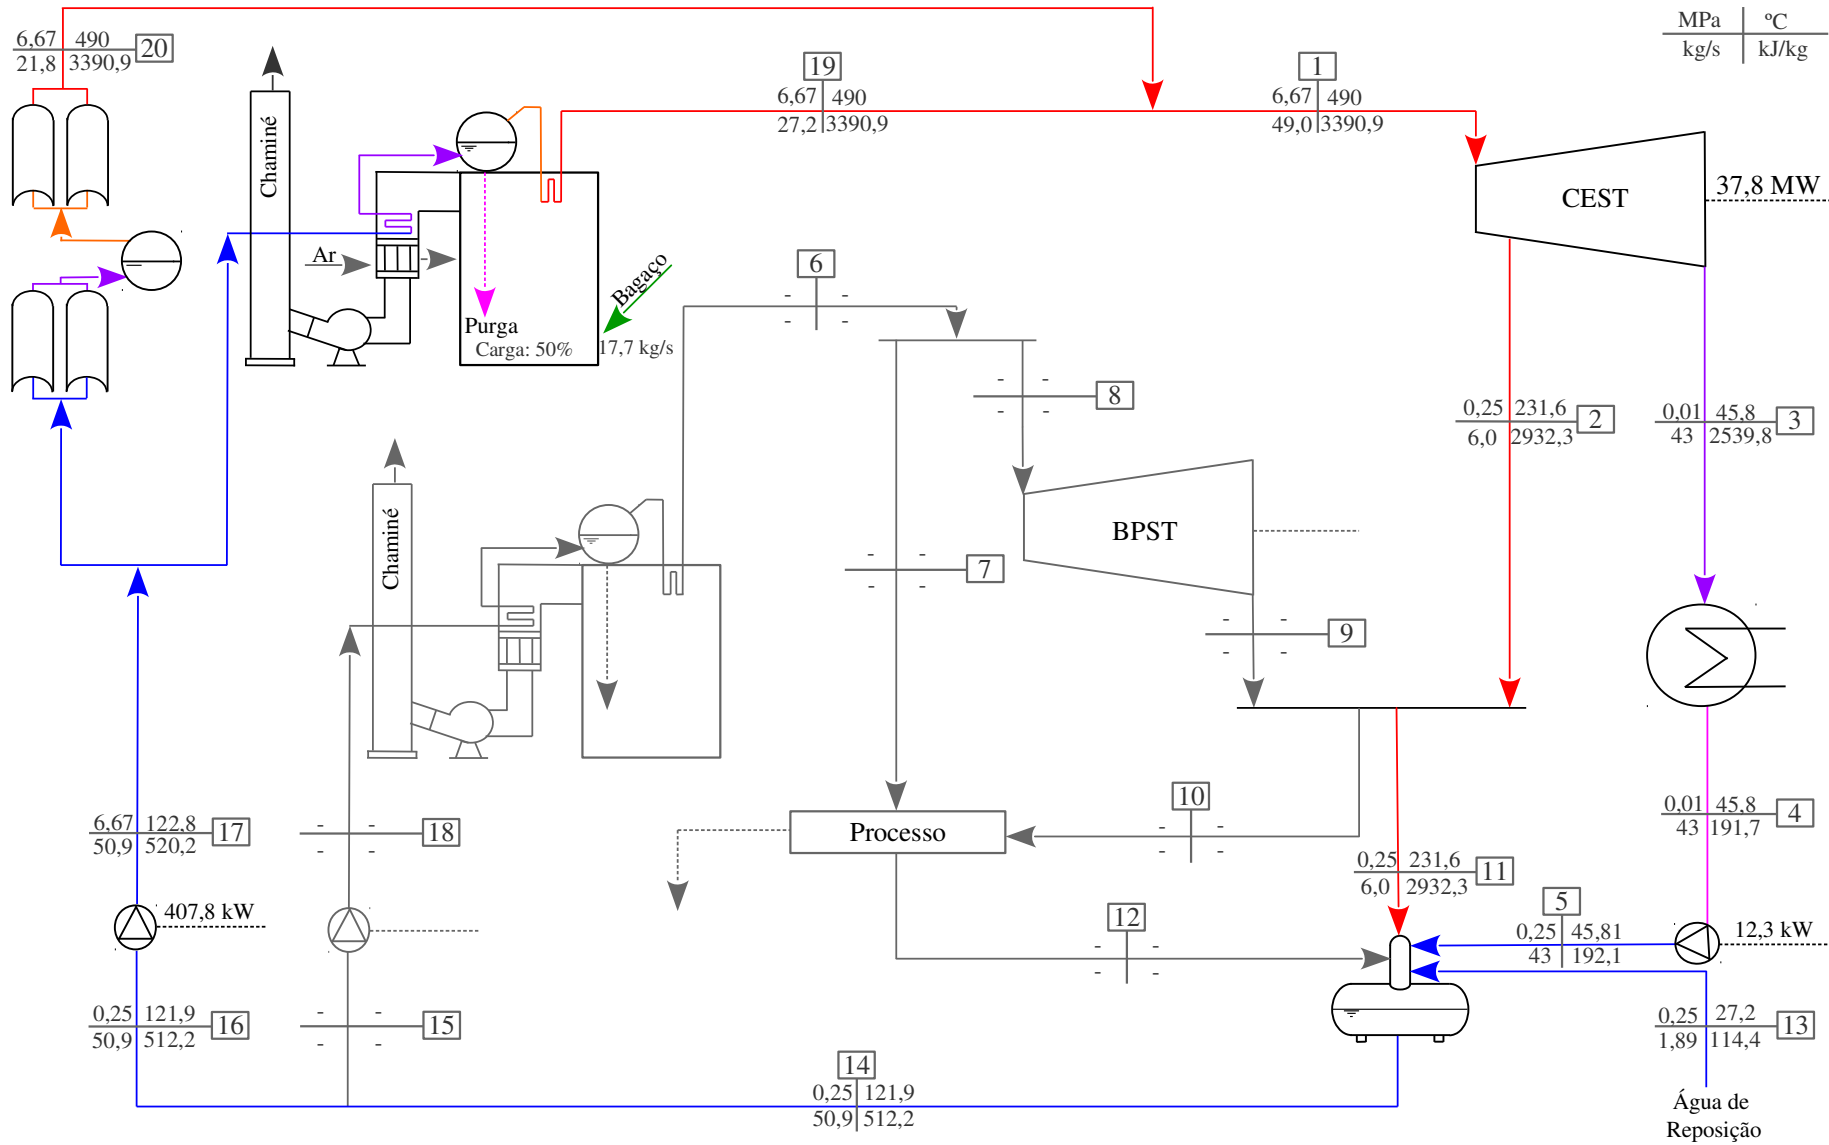 MPa ºC
kg/s kJ/kg
6,67 490 20
21,8 3390,9
19
6,67 490
27,2 3390,9
1
6,67 490
49,0 3390,9
Chaminé
CEST
37,8 MW
Ar
Bagaço
Purga
Carga: 50%
17,7 kg/s
6
- -
- -
8
- -
- -
0,25 231,6 2
6,0 2932,3
0,01 45,8 3
43 2539,8
Chaminé
BPST
7
- -
- -
9
- -
- -
10
- -
- -
Processo
0,01 45,8 4
43 191,7
6,67 122,8 17
50,9 520,2
- - 18
- -
0,25 231,6 11
6,0 2932,3
407,8 kW
12
- -
- -
5
0,25 45,81
43 192,1
12,3 kW
0,25 121,9 16
50,9 512,2
- - 15
- -
0,25 27,2 13
1,89 114,4
14
0,25 121,9
50,9 512,2
Água de
Reposição